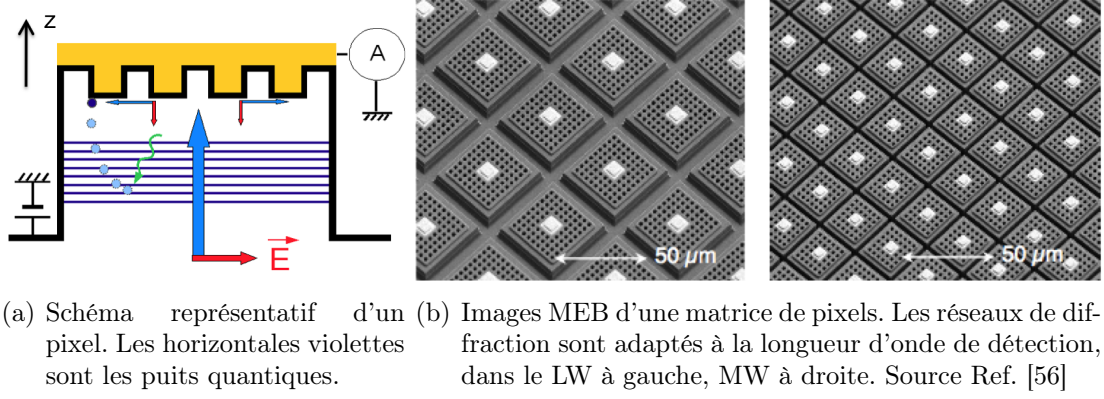 z
A
E
50 µm
50 µm
(a) Schéma représentatif d'un
pixel. Les horizontales violettes
sont les puits quantiques.
(b) Images MEB d'une matrice de pixels. Les réseaux de dif-
fraction sont adaptés à la longueur d'onde de détection,
dans le LW à gauche, MW à droite. Source Ref. [56]